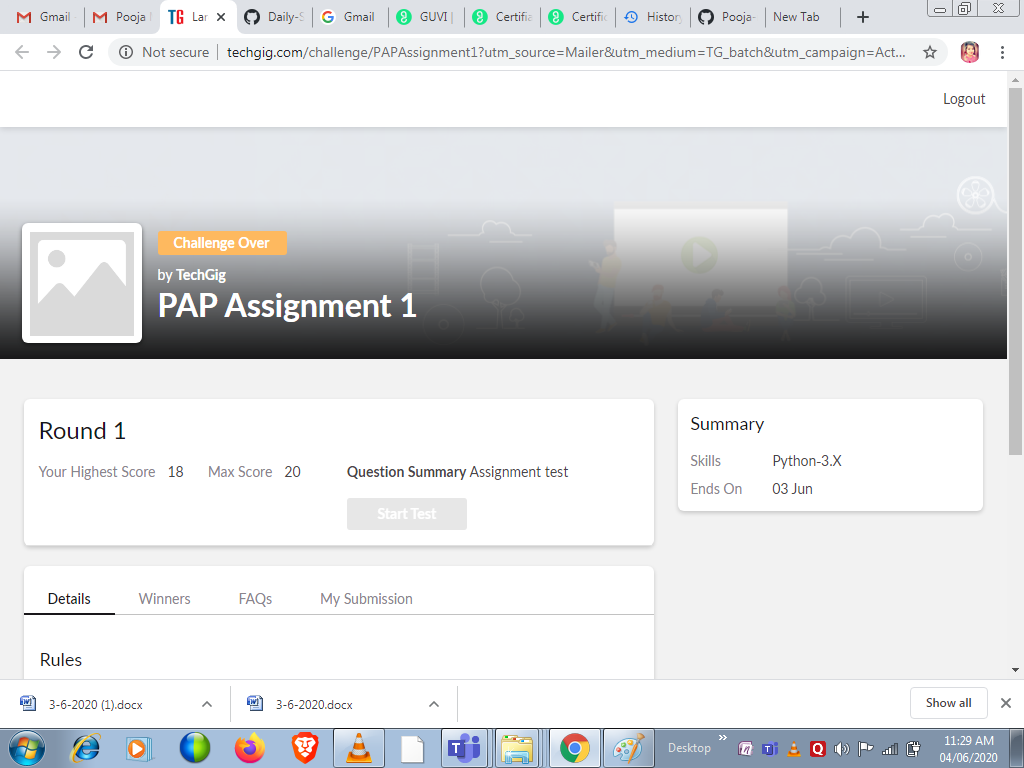 Gmail
Pooja
TG Lar
Daily-S
Gmail
GUVI |
Certifia
Certific
History
Pooja-
New Tab
Not secure
techgig.com/challenge/PAPAssignment1?utm_source=Mailer&utm_medium=TG_batch&utm_campaign=Act...
Logout
Challenge Over
by TechGig
PAP Assignment 1
Round 1
Your Highest Score 18 Max Score 20 Question Summary Assignment test
Start Test
Summary
Skills Python-3.X
Ends On 03 Jun
Details Winners FAQs My Submission
Rules
3-6-2020 (1).docx
3-6-2020.docx
Show all
Desktop
11:29 AM
04/06/2020